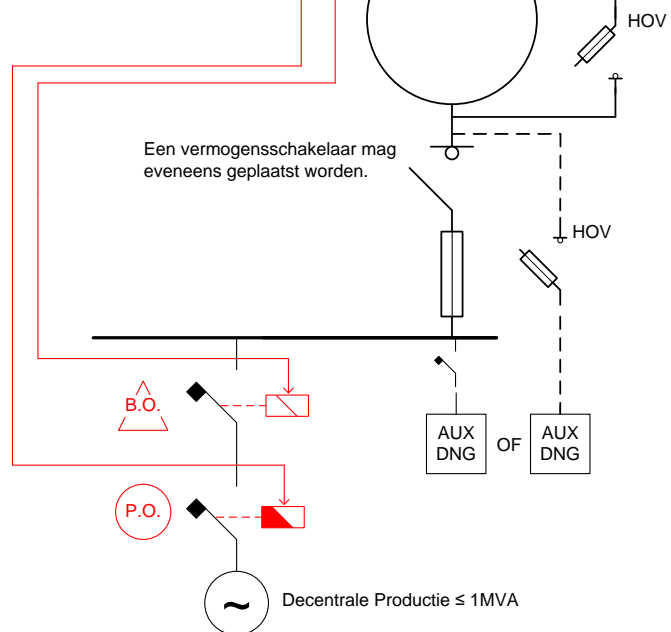 HOV
Een vermogensschakelaar mag
eveneens geplaatst worden.
HOV
B.O.
AUX
DNG
OF
AUX
DNG
P.O.
~
Decentrale Productie ≤ 1MVA